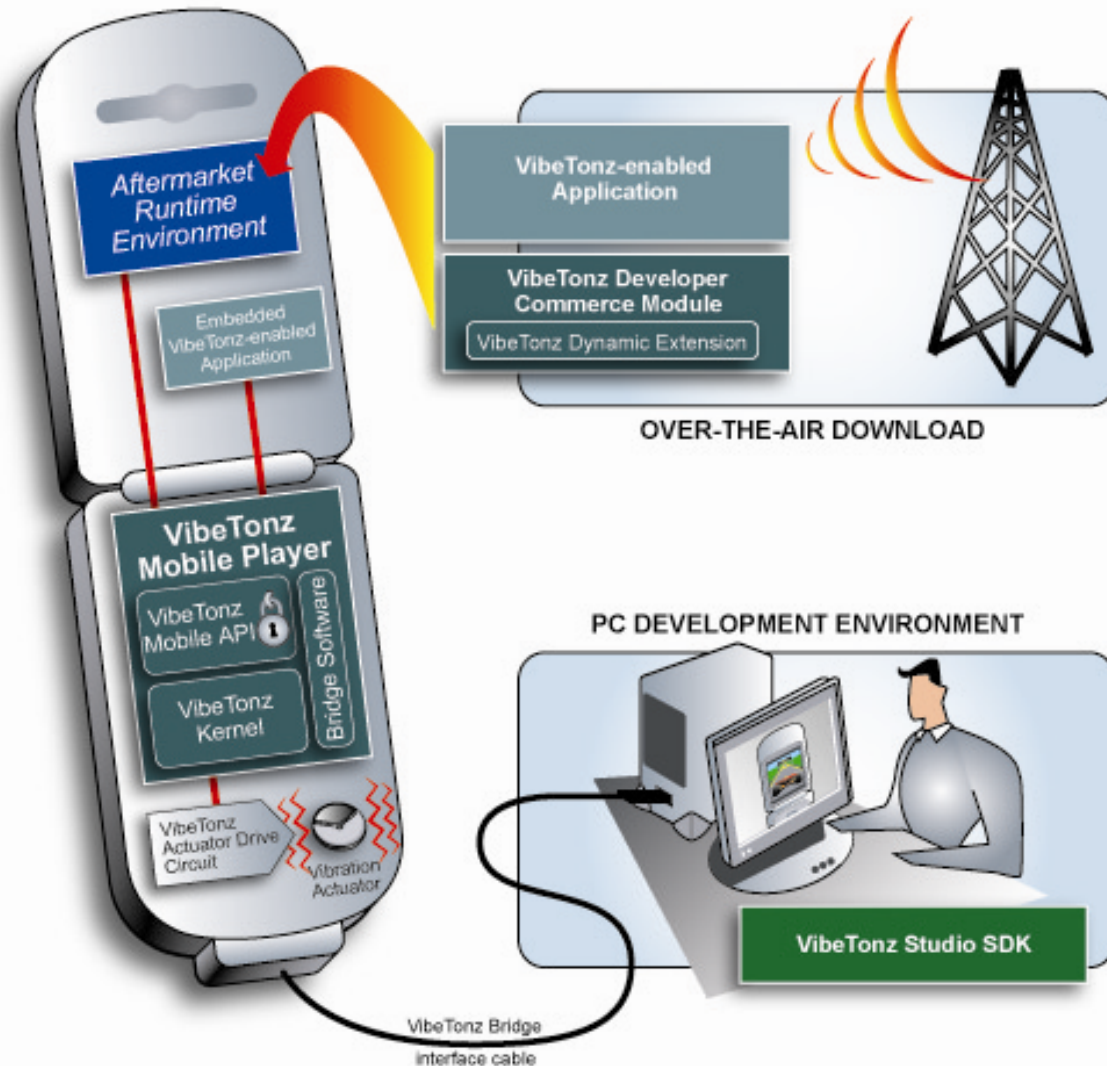 Aftermarket
Runtime
Environment
Embedded
VibeTonz-enabled
Application
VibeTonz-enabled
Application
VibeTonz Developer
Commerce Module
VibeTonz Dynamic Extension
OVER-THE-AIR DOWNLOAD
VibeTonz
Mobile Player
VibeTonz
Mobile API
VibeTonz
Kernel
Bridge Software
VibeTonz
Actuator Drive
Circuit
Vibration
Actuator
PC DEVELOPMENT ENVIRONMENT
VibeTonz Studio SDK
VibeTonz Bridge
interface cable